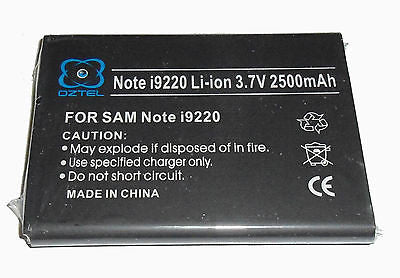 OZTEL
Note i9220 Li-ion 3.7V 2500mAh
FOR SAM Note i9220
CAUTION:
•May explode if disposed of in fire.
•Use specific charger only.
•Do not short circuit.
MADE IN CHINA
CE